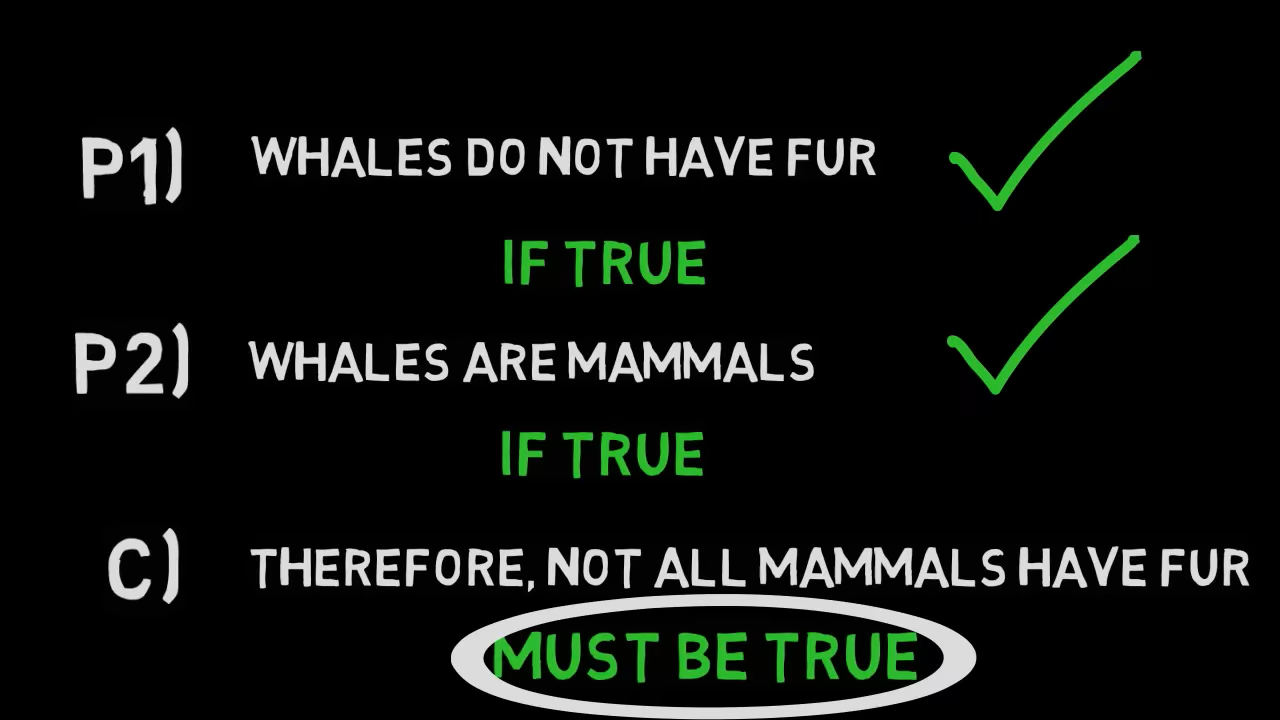 P1) WHALES DO NOT HAVE FUR
IF TRUE
P2) WHALES ARE MAMMALS
IF TRUE
C) THEREFORE, NOT ALL MAMMALS HAVE FUR
MUST BE TRUE